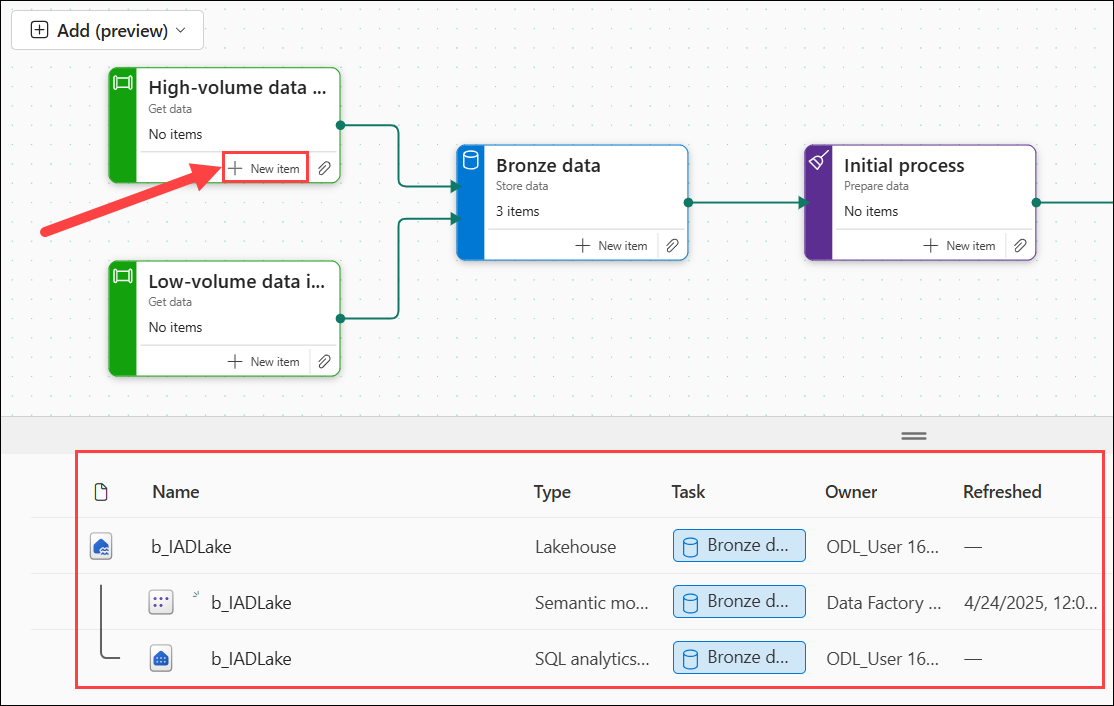 Add (preview)
High-volume data ...
Get data
No items
New item
Bronze data
Store data
3 items
New item
Initial process
Prepare data
No items
New item
Low-volume data i...
Get data
No items
New item
Name Type Task Owner Refreshed
b_IADLake Lakehouse Bronze d... ODL_User 16... —
b_IADLake Semantic mo... Bronze d... Data Factory ... 4/24/2025, 12:0...
b_IADLake SQL analytics... Bronze d... ODL_User 16... —